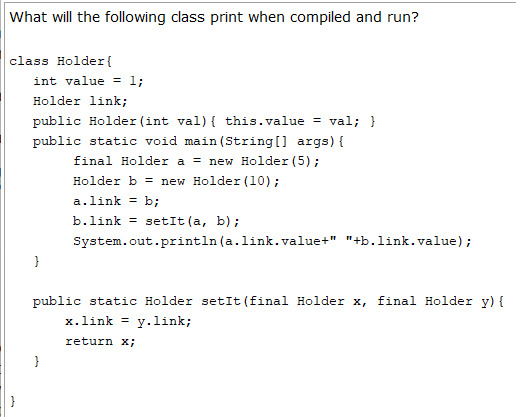 What will the following class print when compiled and run?
class Holder{
int value = 1;
Holder link;
public Holder(int val){ this.value = val; }
public static void main(String[] args){
final Holder a = new Holder(5);
Holder b = new Holder(10);
a.link = b;
b.link = setIt(a, b);
System.out.println(a.link.value+" "+b.link.value);
}
public static Holder setIt(final Holder x, final Holder y){
x.link = y.link;
return x;
}
}